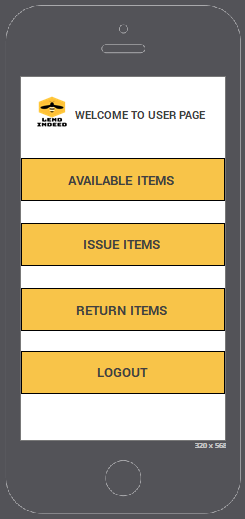 LEND
INDEED
WELCOME TO USER PAGE
AVAILABLE ITEMS
ISSUE ITEMS
RETURN ITEMS
LOGOUT
320 x 568